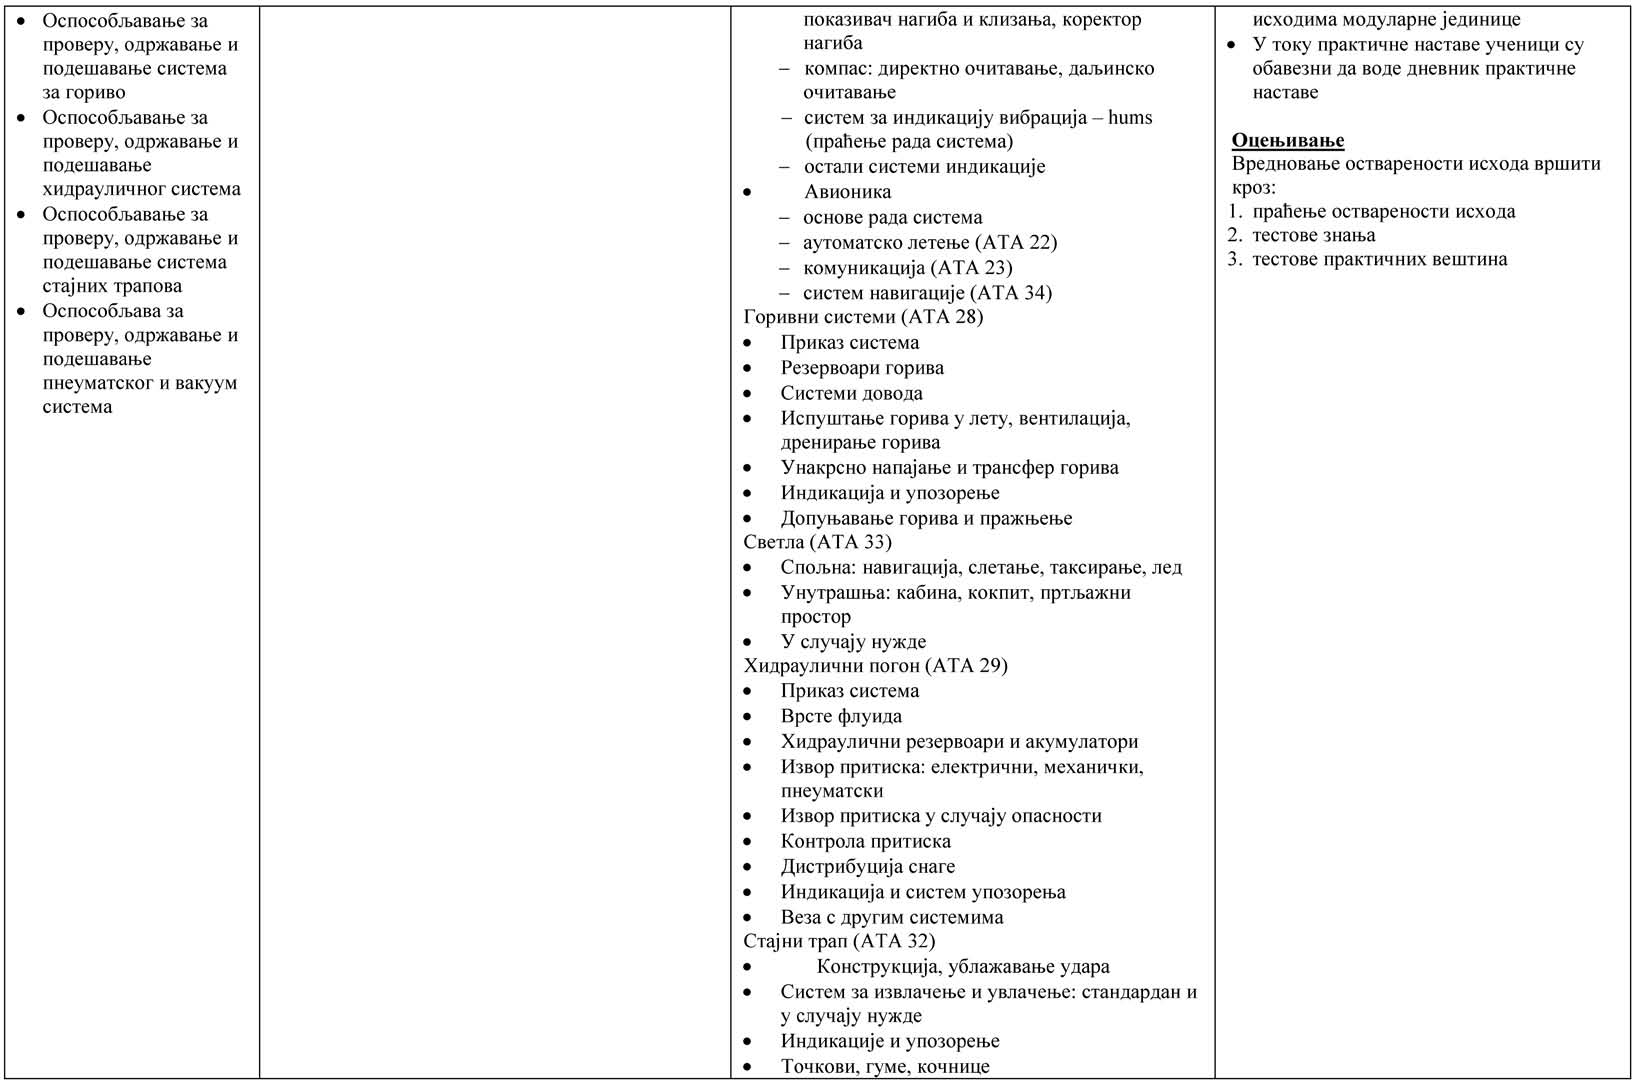 • Оспособљавање за
проверу, одржавање и
подешавање система
за гориво
• Оспособљавање за
проверу, одржавање и
подешавање
хидрауличног система
• Оспособљавање за
проверу, одржавање и
подешавање система
стајних трапова
• Оспособљава за
проверу, одржавање и
подешавање
пнеуматског и вакуум
система
показивач нагиба и клизања, коректор
нагиба
– компас: директно очитавање, даљинско
очитавање
– систем за индикацију вибрација – hums
(праћење рада система)
– остали системи индикације
• Авионика
– основе рада система
– аутоматско летење (АТА 22)
– комуникација (АТА 23)
– систем навигације (АТА 34)
Горивни системи (АТА 28)
• Приказ система
• Резервоари горива
• Системи довода
• Испуштање горива у лету, вентилација,
дренирање горива
• Унакрсно напајање и трансфер горива
• Индикација и упозорење
• Допуњавање горива и пражњење
Светла (АТА 33)
• Спољна: навигација, слетање, таксирање, лед
• Унутрашња: кабина, кокпит, пртљажни
простор
• У случају нужде
Хидраулични погон (АТА 29)
• Приказ система
• Врсте флуида
• Хидраулични резервоари и акумулатори
• Извор притиска: електрични, механички,
пнеуматски
• Извор притиска у случају опасности
• Контрола притиска
• Дистрибуција снаге
• Индикација и систем упозорења
• Веза с другим системима
Стајни трап (АТА 32)
• Конструкција, ублажавање удара
• Систем за извлачење и увлачење: стандардан и
у случају нужде
• Индикације и упозорење
• Точкови, гуме, кочнице
исходима модуларне јединице
• У току практичне наставе ученици су
обавезни да воде дневник практичне
наставе
Оцењивање
Вредновање остварености исхода вршити
кроз:
1. праћење остварености исхода
2. тестове знања
3. тестове практичних вештина